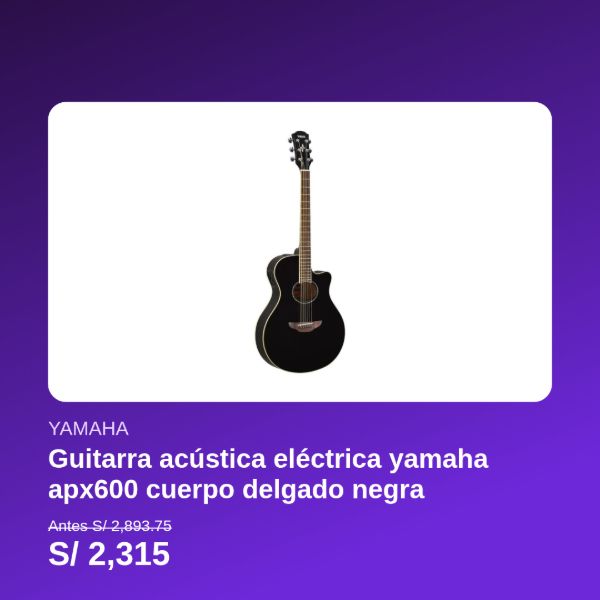 YAMAHA
Guitarra acústica eléctrica yamaha
apx600 cuerpo delgado negra
Antes S/ 2,893.75
S/ 2,315